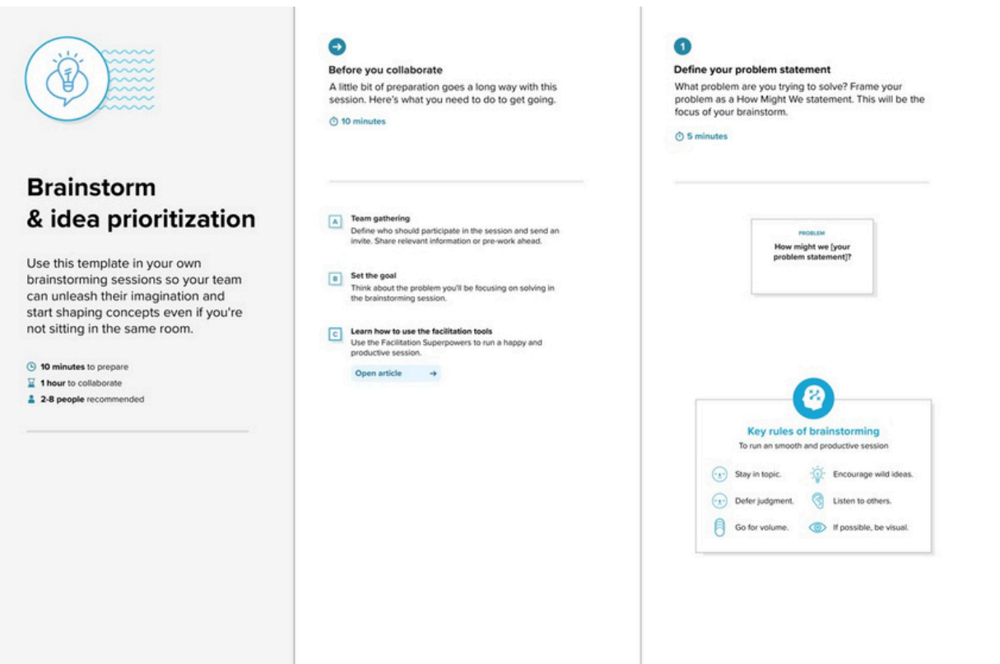 Brainstorm
& idea prioritization
Use this template in your own
brainstorming sessions so your team
can unleash their imagination and
start shaping concepts even if you're
not sitting in the same room.
10 minutes to prepare
1 hour to collaborate
2-8 people recommended
Before you collaborate
A little bit of preparation goes a long way with this
session. Here's what you need to do to get going.
10 minutes
A
Team gathering
Define who should participate in the session and send an
invite. Share relevant information or pre-work ahead.
B
Set the goal
Think about the problem you'll be focusing on solving in
the brainstorming session.
C
Learn how to use the facilitation tools
Use the Facilitation Superpowers to run a happy and
productive session.
Open article
1
Define your problem statement
What problem are you trying to solve? Frame your
problem as a How Might We statement. This will be the
focus of your brainstorm.
5 minutes
PROBLEM
How might we [your
problem statement]?
Key rules of brainstorming
To run an smooth and productive session
Stay in topic.
Encourage wild ideas.
Defer judgment.
Listen to others.
Go for volume.
If possible, be visual.